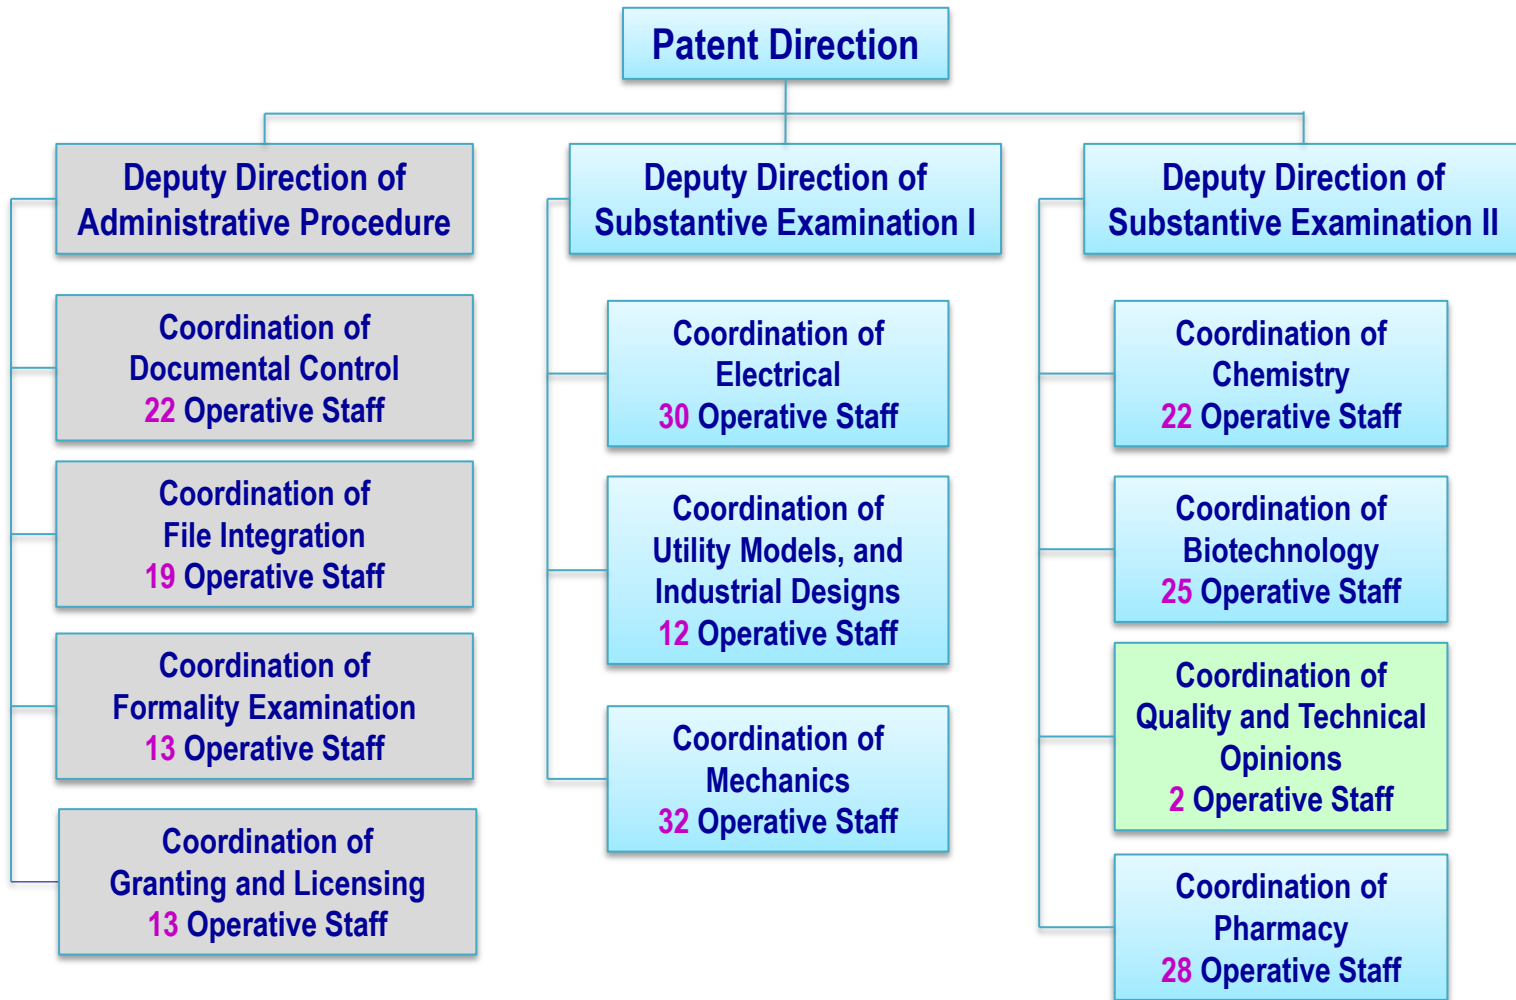 Patent Direction
Deputy Direction of
Administrative Procedure
Coordination of
Documental Control
22 Operative Staff
Coordination of
File Integration
19 Operative Staff
Coordination of
Formality Examination
13 Operative Staff
Coordination of
Granting and Licensing
13 Operative Staff
Deputy Direction of
Substantive Examination I
Coordination of
Electrical
30 Operative Staff
Coordination of
Utility Models, and
Industrial Designs
12 Operative Staff
Coordination of
Mechanics
32 Operative Staff
Deputy Direction of
Substantive Examination II
Coordination of
Chemistry
22 Operative Staff
Coordination of
Biotechnology
25 Operative Staff
Coordination of
Quality and Technical
Opinions
2 Operative Staff
Coordination of
Pharmacy
28 Operative Staff